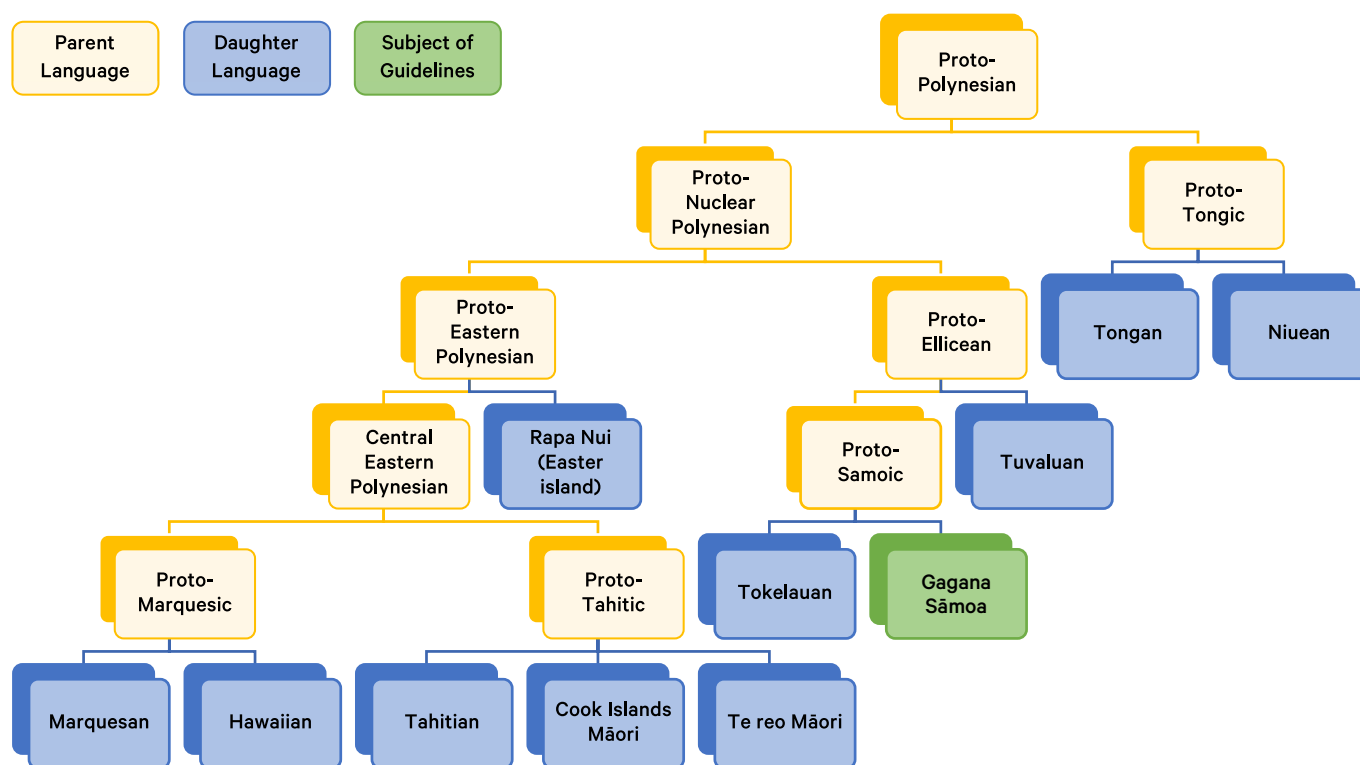 Parent
Language
Daughter
Language
Subject of
Guidelines
Proto-
Polynesian
Proto-
Nuclear
Polynesian
Proto-
Tongic
Proto-
Eastern
Polynesian
Proto-
Ellicean
Tongan
Niuean
Central
Eastern
Polynesian
Rapa Nui
(Easter
island)
Proto-
Samoic
Tuvaluan
Proto-
Marquesic
Proto-
Tahitic
Tokelauan
Gagana
Sāmoa
Marquesan
Hawaiian
Tahitian
Cook Islands
Māori
Te reo Māori